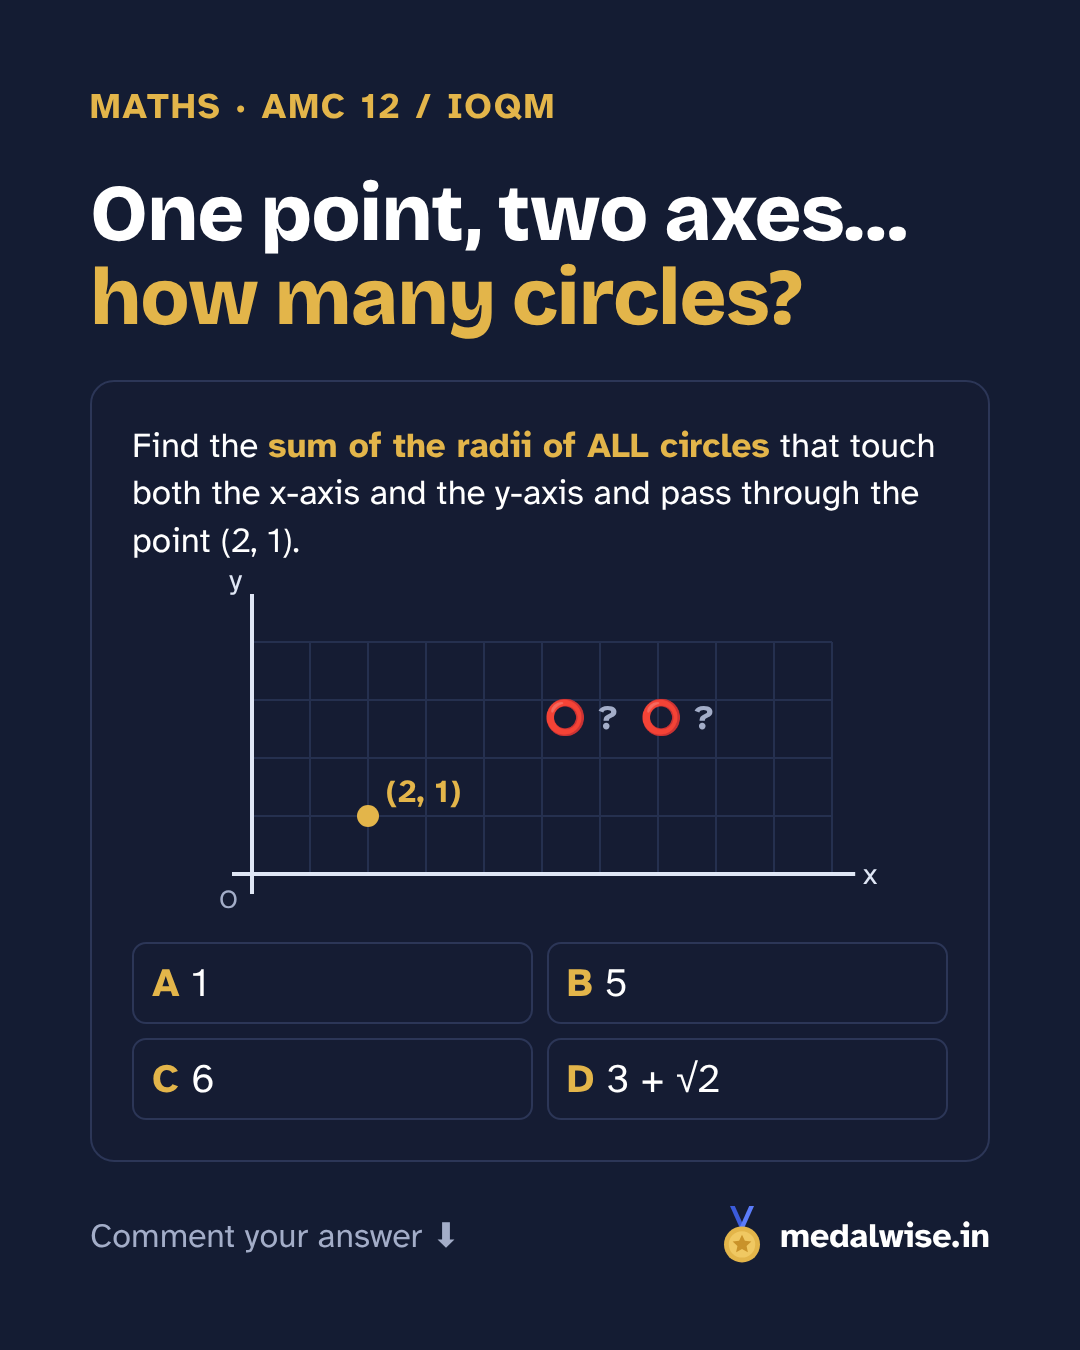 MATHS · AMC 12 / IOQM
One point, two axes...
how many circles?
Find the sum of the radii of ALL circles that touch
both the x-axis and the y-axis and pass through the
point (2, 1).
y
? ?
(2, 1)
x
O
A 1
B 5
C 6
D 3 + √2
Comment your answer ⬇
medalwise.in